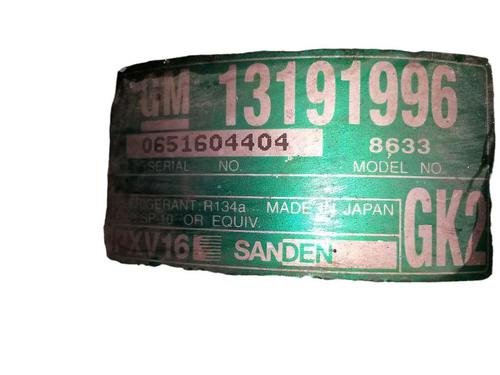 GM 13191996
0651604404 8633
SERIAL NO. MODEL NO.
REFRIGERANT:R134a MADE IN JAPAN
SP-10 OR EQUIV. GK2
PXV16 SANDEN